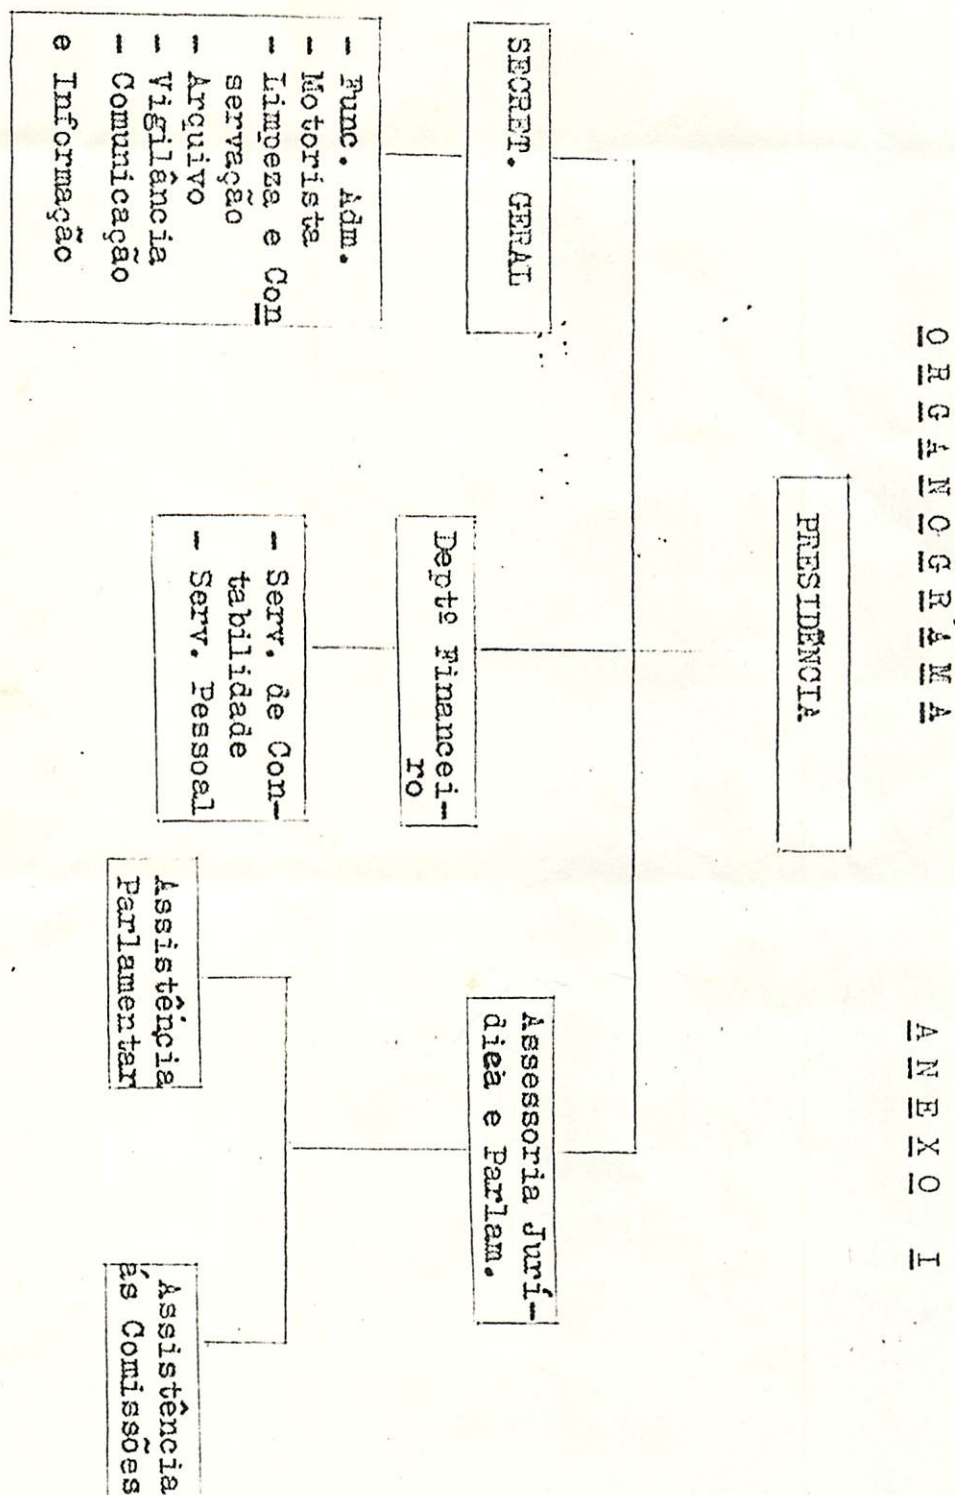 O R G A N O G R A M A
A N E X O I
PRESIDÊNCIA
SECRET. GERAL
- Func. Adm.
- Motorista
- Limpeza e Con
servação
- Arquivo
- Vigilância
- Comunicação
e Informação
Deptº Financei-
ro
- Serv. de Con-
tabilidade
- Serv. Pessoal
Assessoria Jurí-
dica e Parlam.
Assistência
Parlamentar
Assistência
ás Comissões